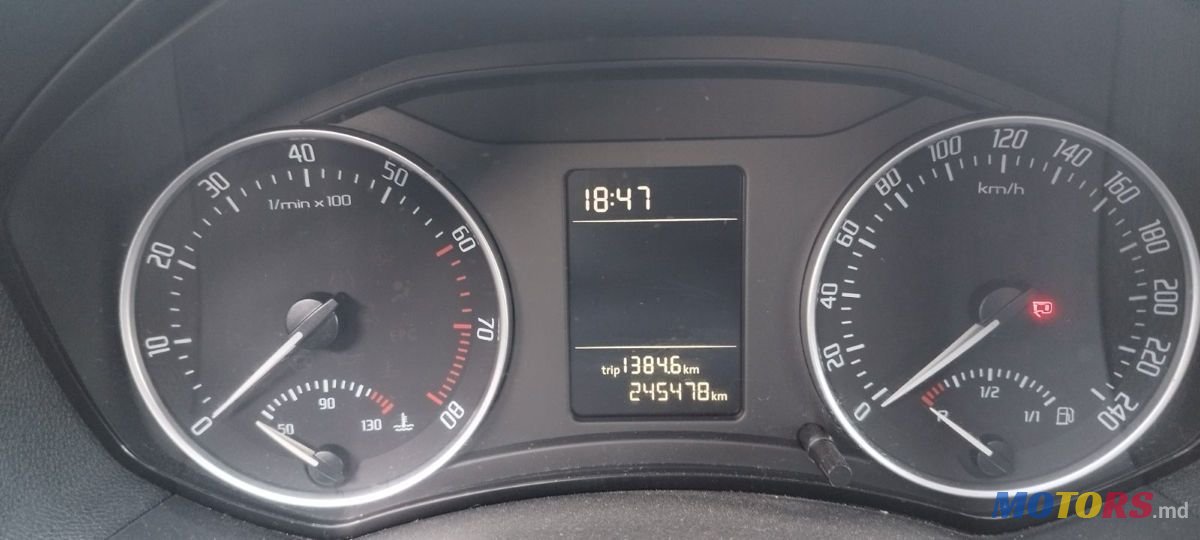 0 10 20 30 40 50 60 70 80
1/min x100
50 90 130
18:47
trip 1384.6 km
245478 km
0 20 40 60 80 100 120 140 160 180 200 220 240
km/h
1/2 1/1
MOTORS.md